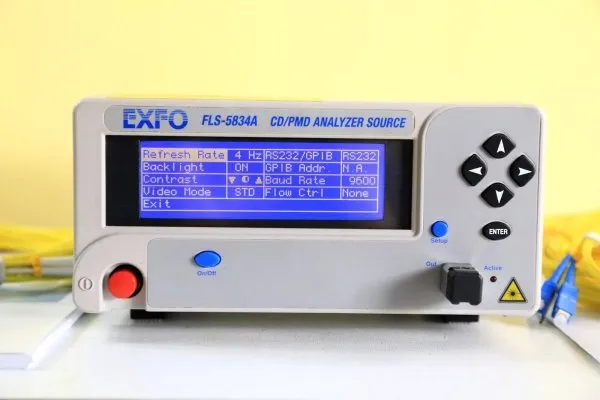 EXFO FLS-5834A CD/PMD ANALYZER SOURCE
Refresh Rate 4 Hz RS232/GPIB RS232
Backlight ON GPIB Addr. N.A.
Contrast Baud Rate 9600
Video Mode STD Flow Ctrl None
Exit
ENTER
Setup
On/Off
Out
Active